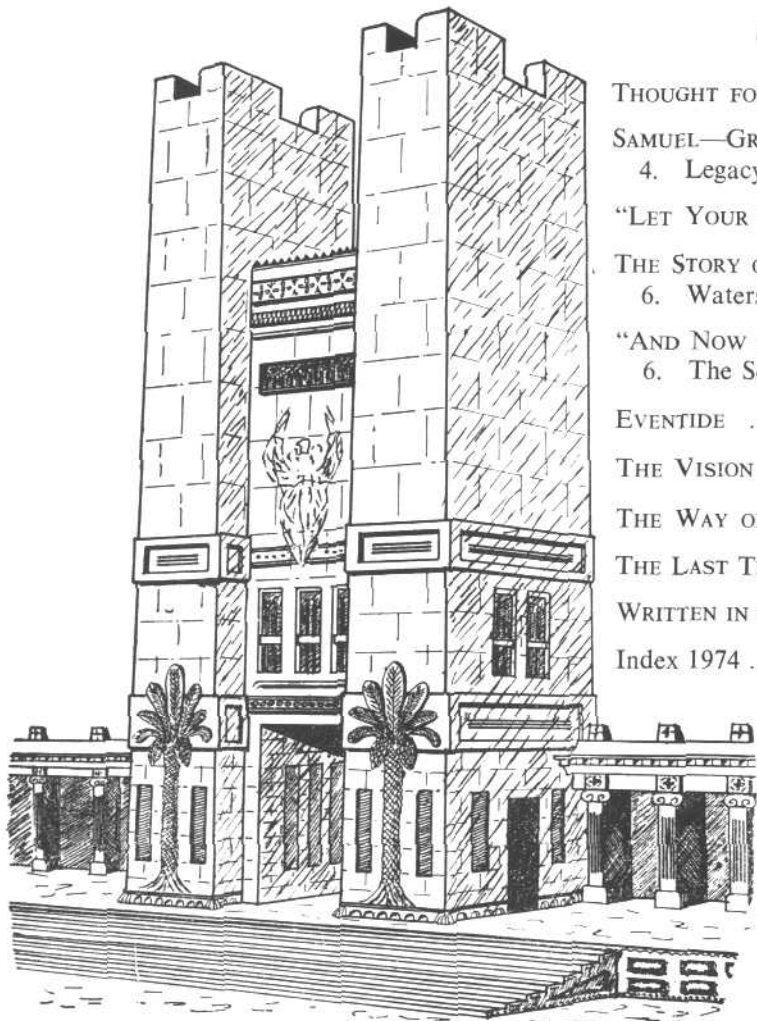 THOUGHT FO
SAMUEL—GR
4. Legacy
"LET YOUR
THE STORY O
6. Waters
"AND NOW
6. The Se
EVENTIDE .
THE VISION
THE WAY O
THE LAST T
WRITTEN IN
Index 1974 .